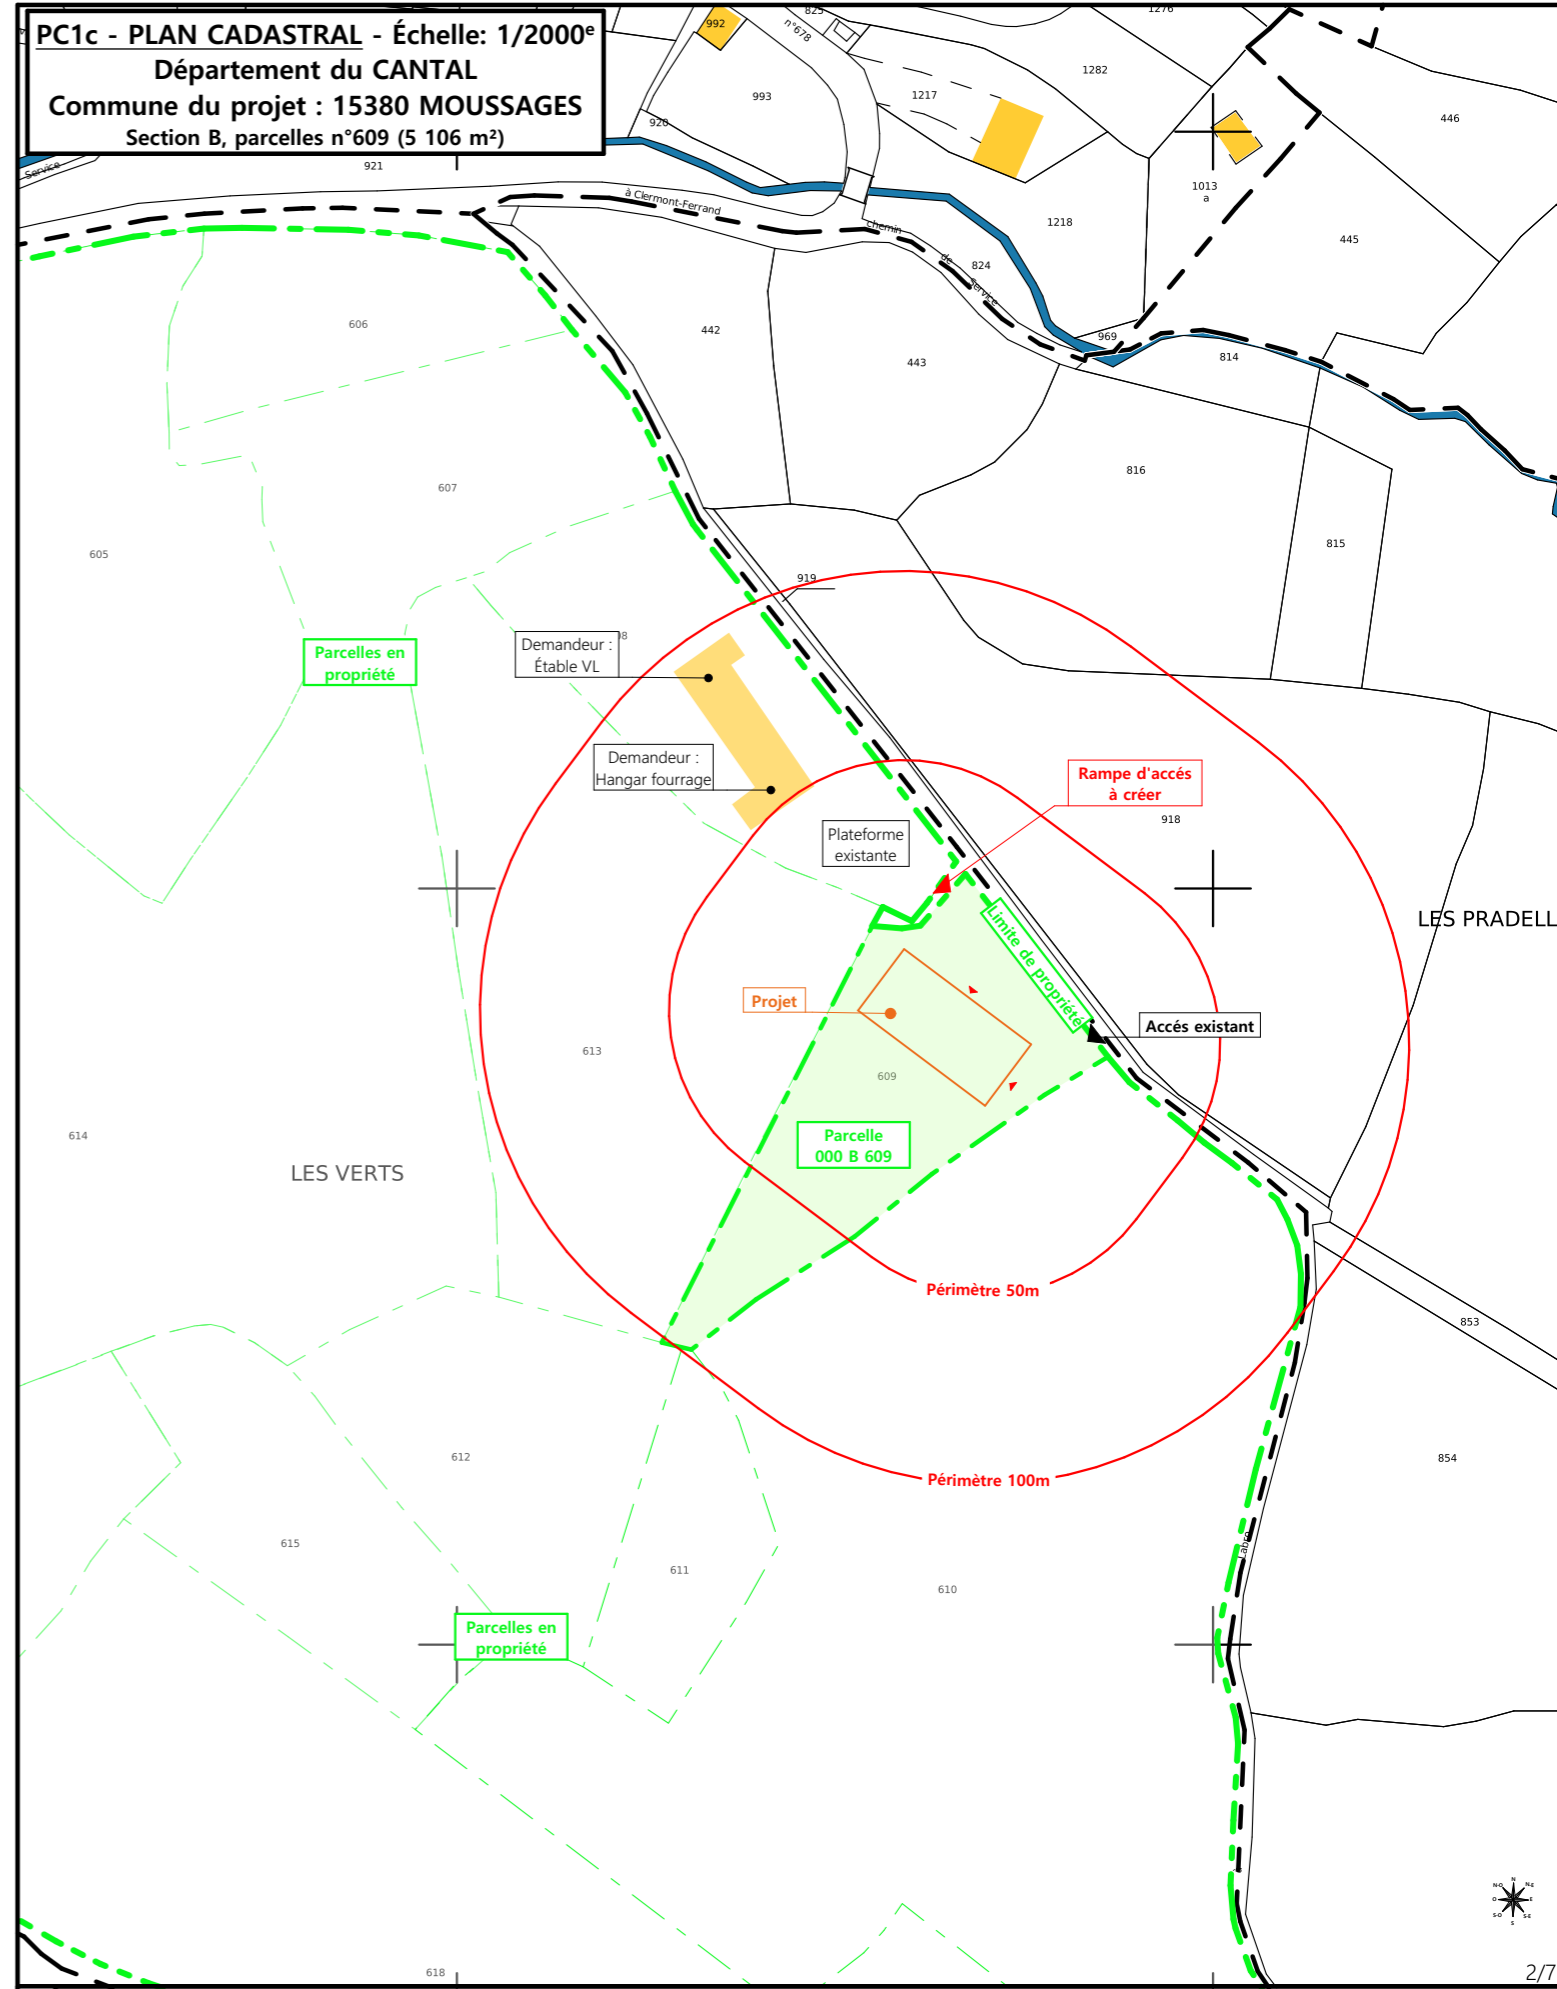 PC1c - PLAN CADASTRAL - Échelle: 1/2000e
Département du CANTAL
Commune du projet : 15380 MOUSSAGES
Section B, parcelles n°609 (5 106 m²)
992
825
n°678
1276
1282
993
1217
920
446
921
Service
1013
a
à Clermont-Ferrand
1218
chemin
de
Service
824
445
606
442
443
969
814
816
607
815
605
919
Demandeur :
Étable VL
Parcelles en
propriété
Demandeur :
Hangar fourrage
Rampe d'accés
à créer
918
Plateforme
existante
LES PRADELL
Limite de propriété
Projet
Accés existant
613
609
614
Parcelle
000 B 609
LES VERTS
Périmètre 50m
853
Périmètre 100m
612
854
615
Labro
611
610
Parcelles en
propriété
N
N-O
N-E
O
E
S-O
S-E
S
618
2/7